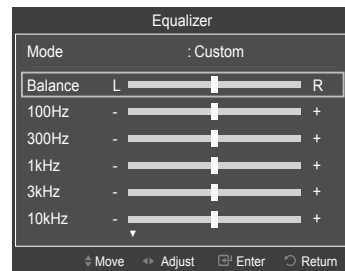 Equalizer
Mode : Custom
Balance L R
100Hz - +
300Hz - +
1kHz - +
3kHz - +
10kHz - +
Move Adjust Enter Return